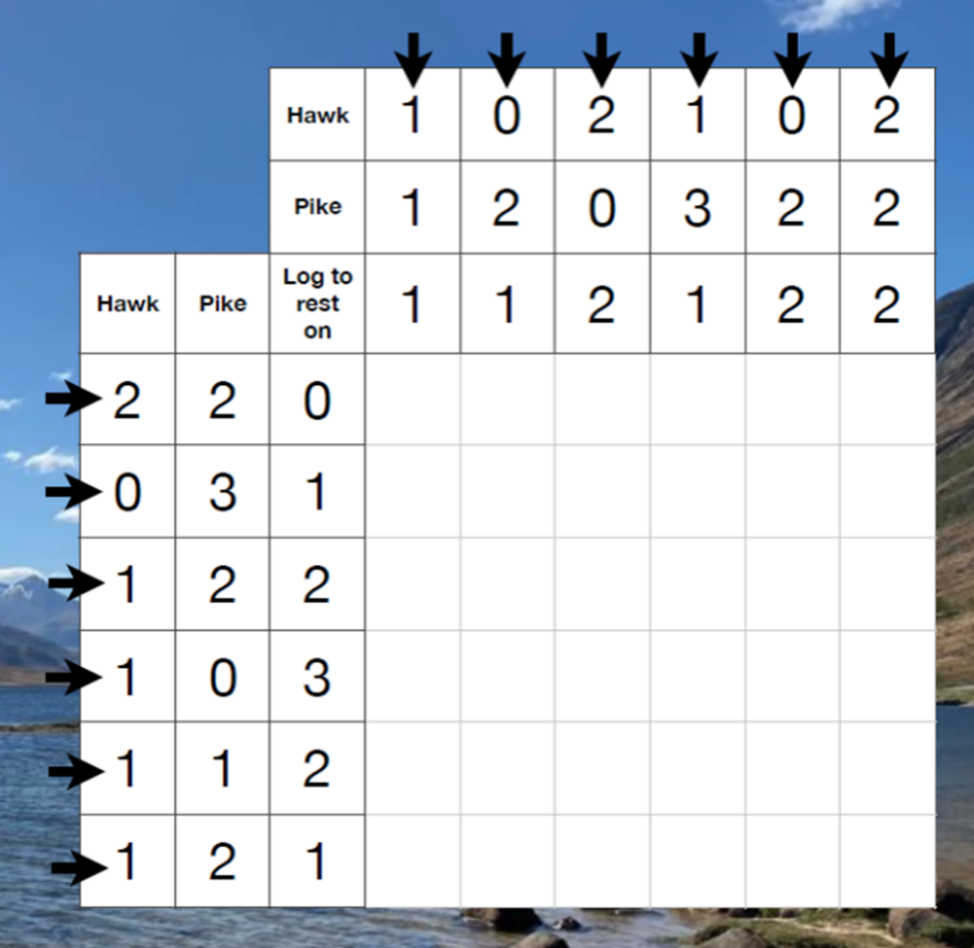 Hawk 1 0 2 1 0 2
Pike 1 2 0 3 2 2
Hawk Pike Log to rest on 1 1 2 1 2 2
2 2 0
0 3 1
1 2 2
1 0 3
1 1 2
1 2 1